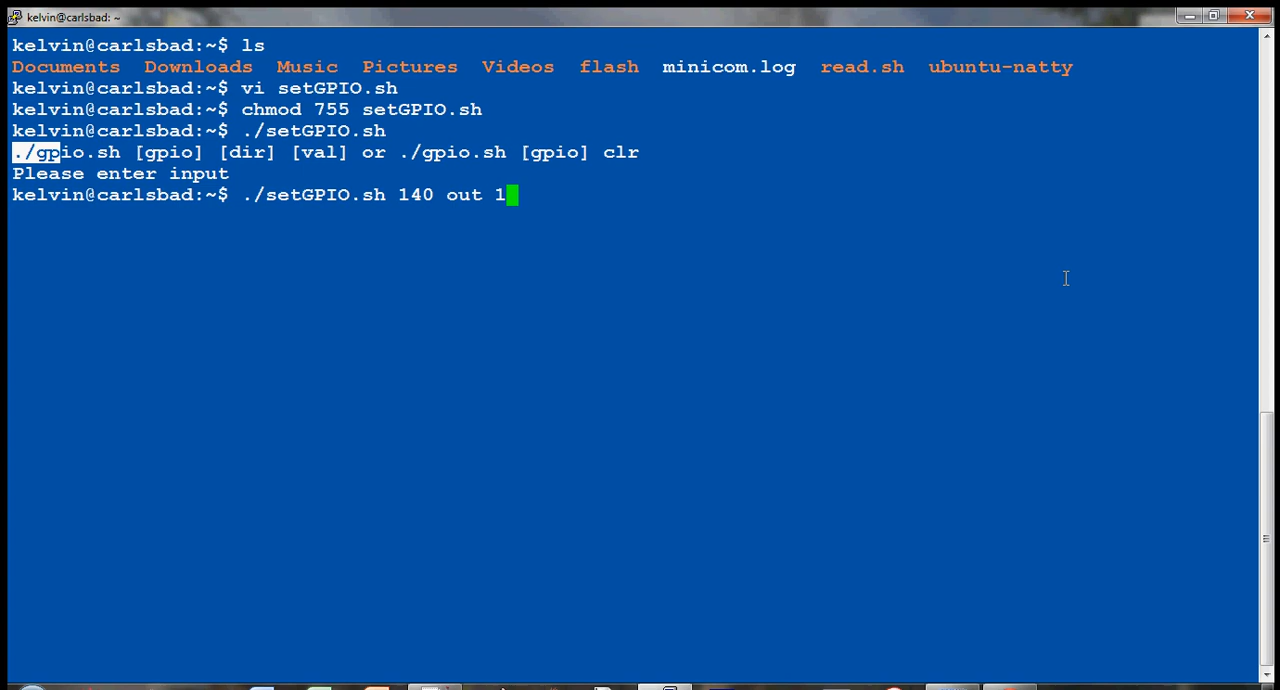 kelvin@carlsbad: ~
kelvin@carlsbad:~$ ls
Documents Downloads Music Pictures Videos flash minicom.log read.sh ubuntu-natty
kelvin@carlsbad:~$ vi setGPIO.sh
kelvin@carlsbad:~$ chmod 755 setGPIO.sh
kelvin@carlsbad:~$ ./setGPIO.sh
./gpio.sh [gpio] [dir] [val] or ./gpio.sh [gpio] clr
Please enter input
kelvin@carlsbad:~$ ./setGPIO.sh 140 out 1